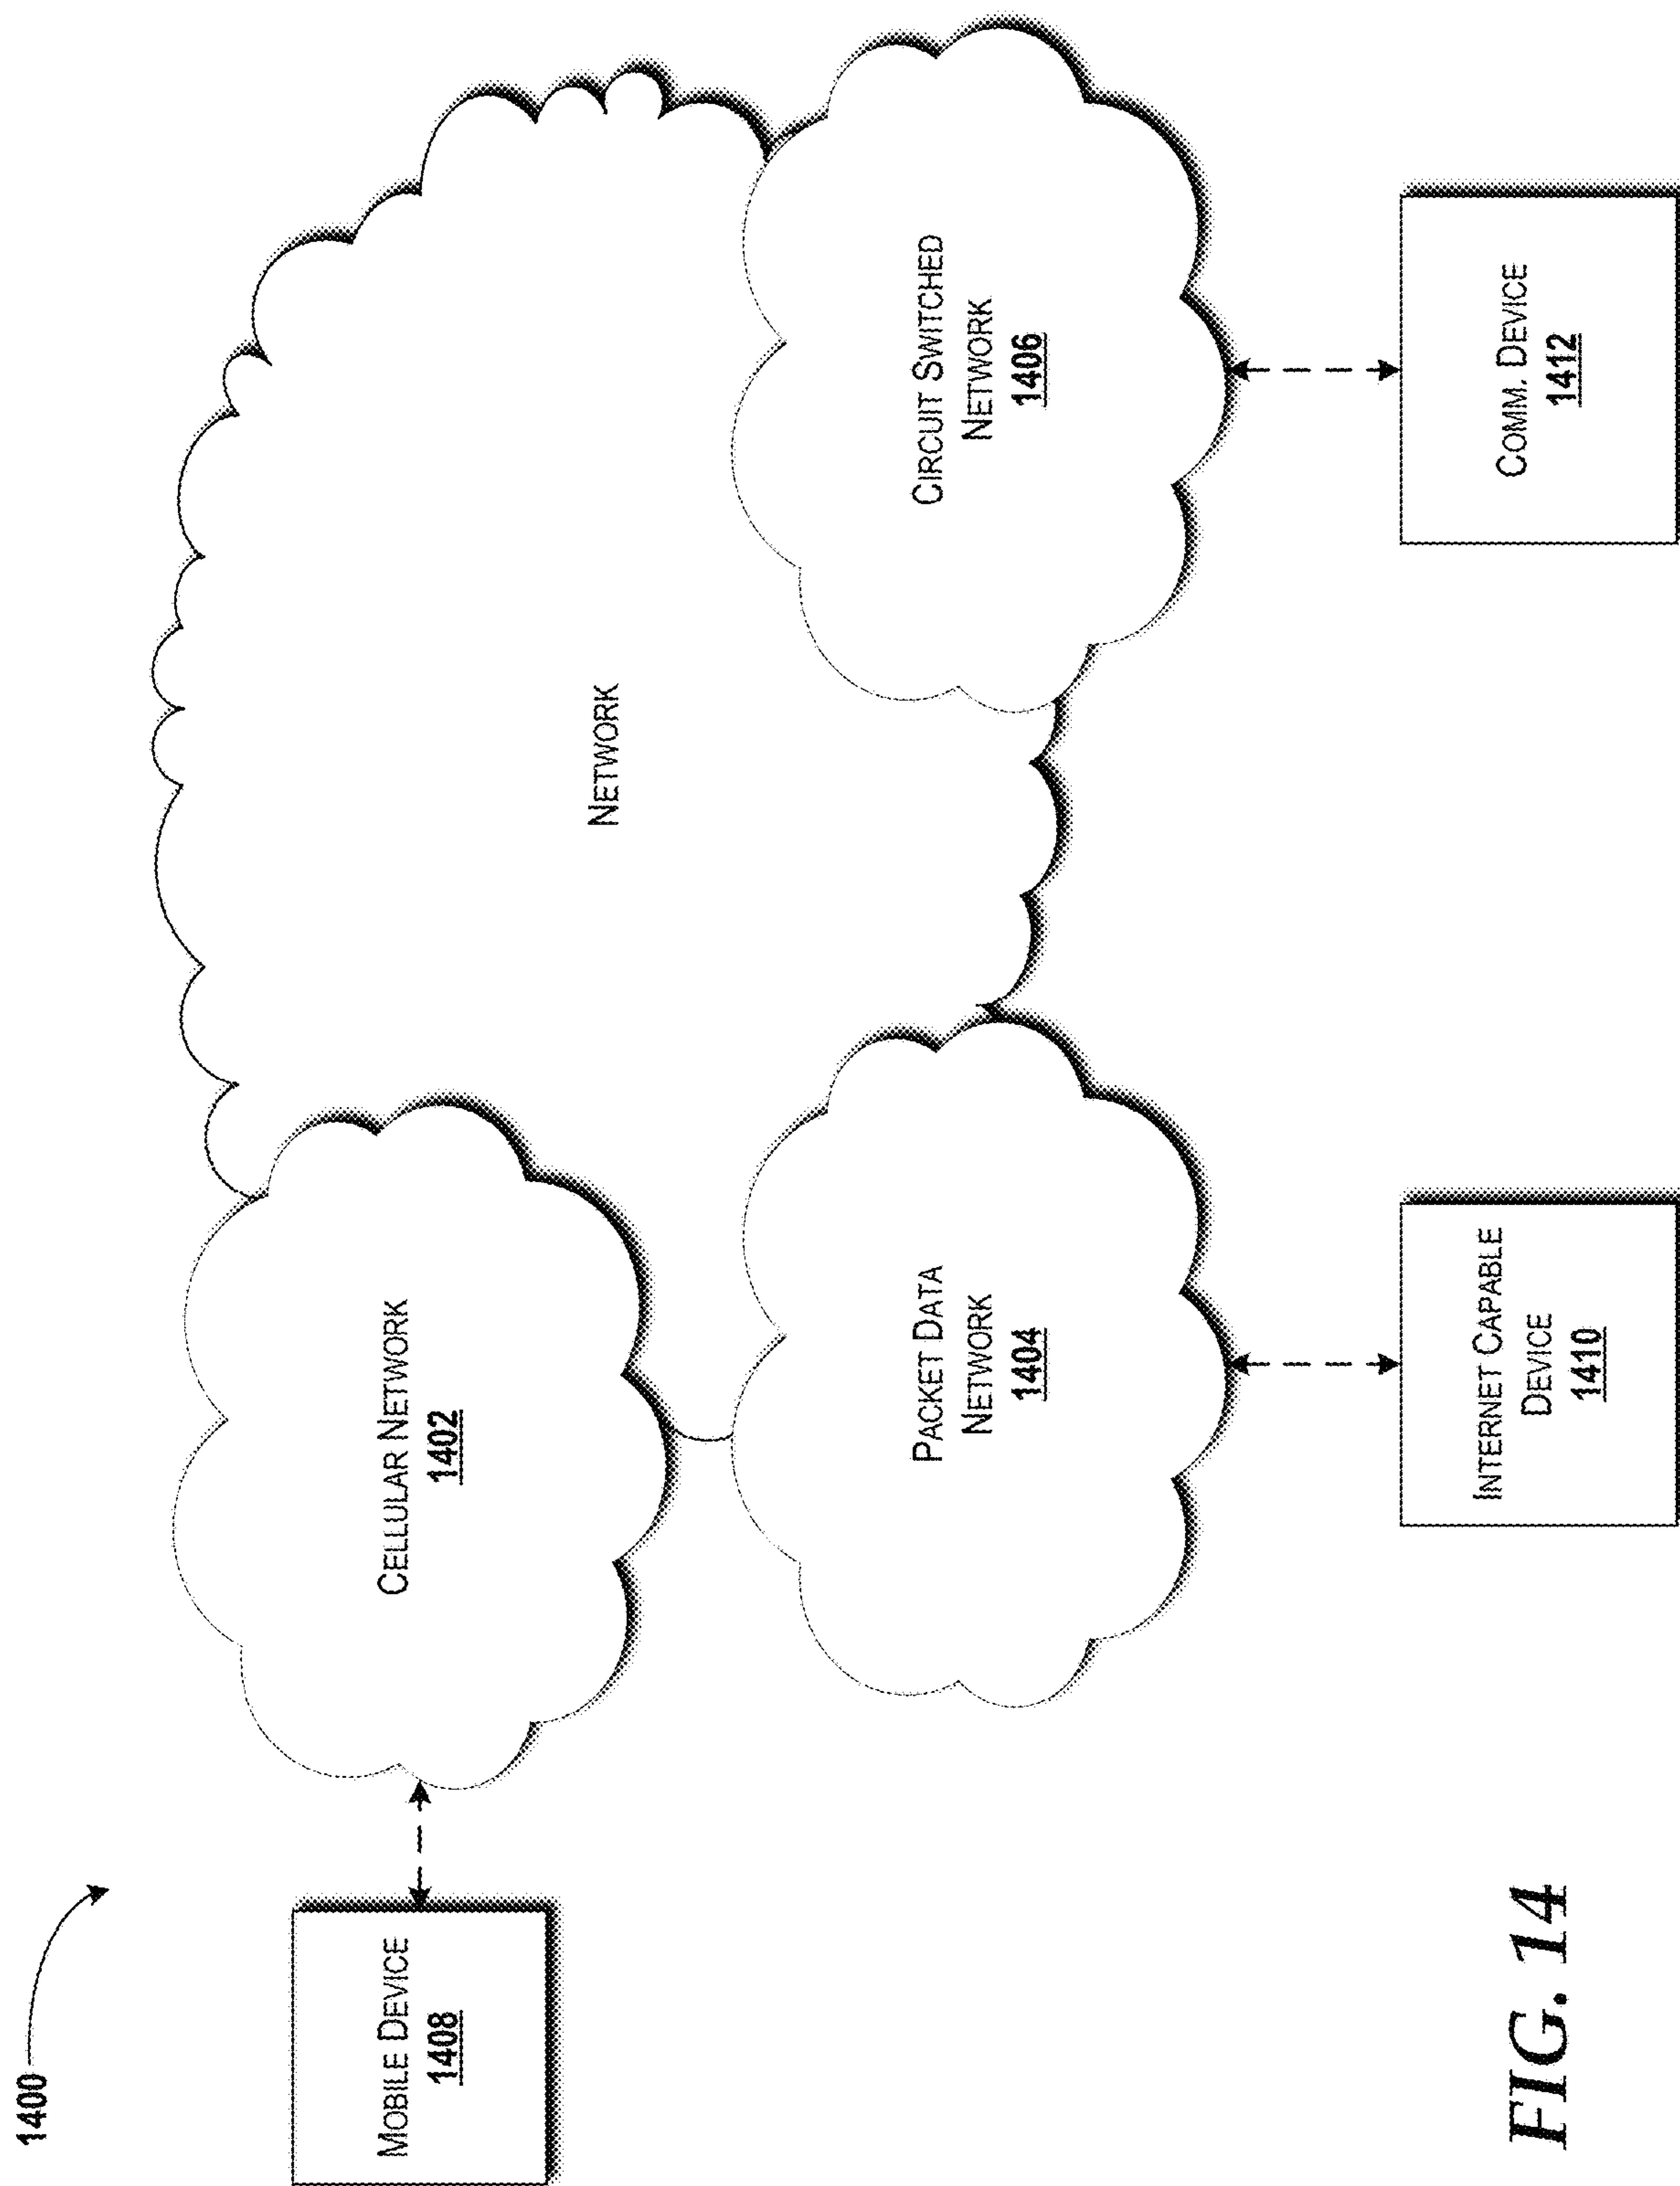 1400
MOBILE DEVICE
1408
CELLULAR NETWORK
1402
NETWORK
PACKET DATA
NETWORK
1404
CIRCUIT SWITCHED
NETWORK
1406
INTERNET CAPABLE
DEVICE
1410
COMM. DEVICE
1412
FIG. 14